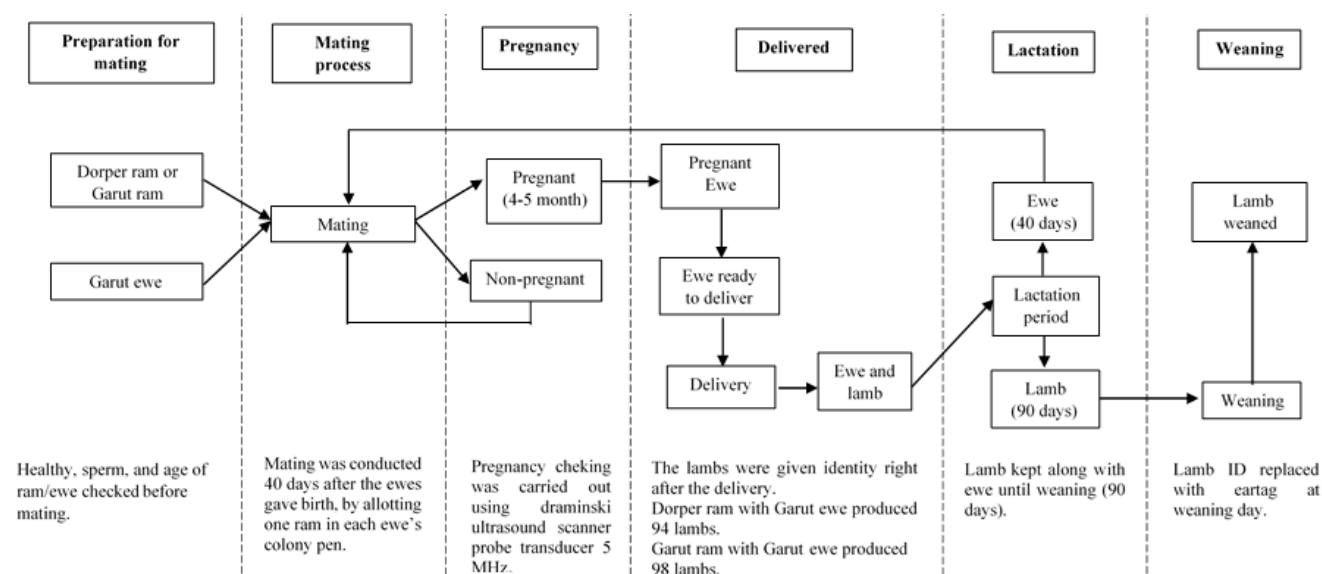 Preparation for
mating
Mating
process
Pregnancy
Delivered
Lactation
Weaning
Dorper ram or
Garut ram
Garut ewe
Mating
Pregnant
(4-5 month)
Non-pregnant
Pregnant
Ewe
Ewe ready
to deliver
Delivery
Ewe and
lamb
Ewe
(40 days)
Lactation
period
Lamb
(90 days)
Lamb
weaned
Weaning
Healthy, sperm, and age of
ram/ewe checked before
mating.
Mating was conducted
40 days after the ewes
gave birth, by allotting
one ram in each ewe's
colony pen.
Pregnancy cheking
was carried out
using draminski
ultrasound scanner
probe transducer 5
MHz.
The lambs were given identity right
after the delivery.
Dorper ram with Garut ewe produced
94 lambs.
Garut ram with Garut ewe produced
98 lambs.
Lamb kept along with
ewe until weaning (90
days).
Lamb ID replaced
with eartag at
weaning day.